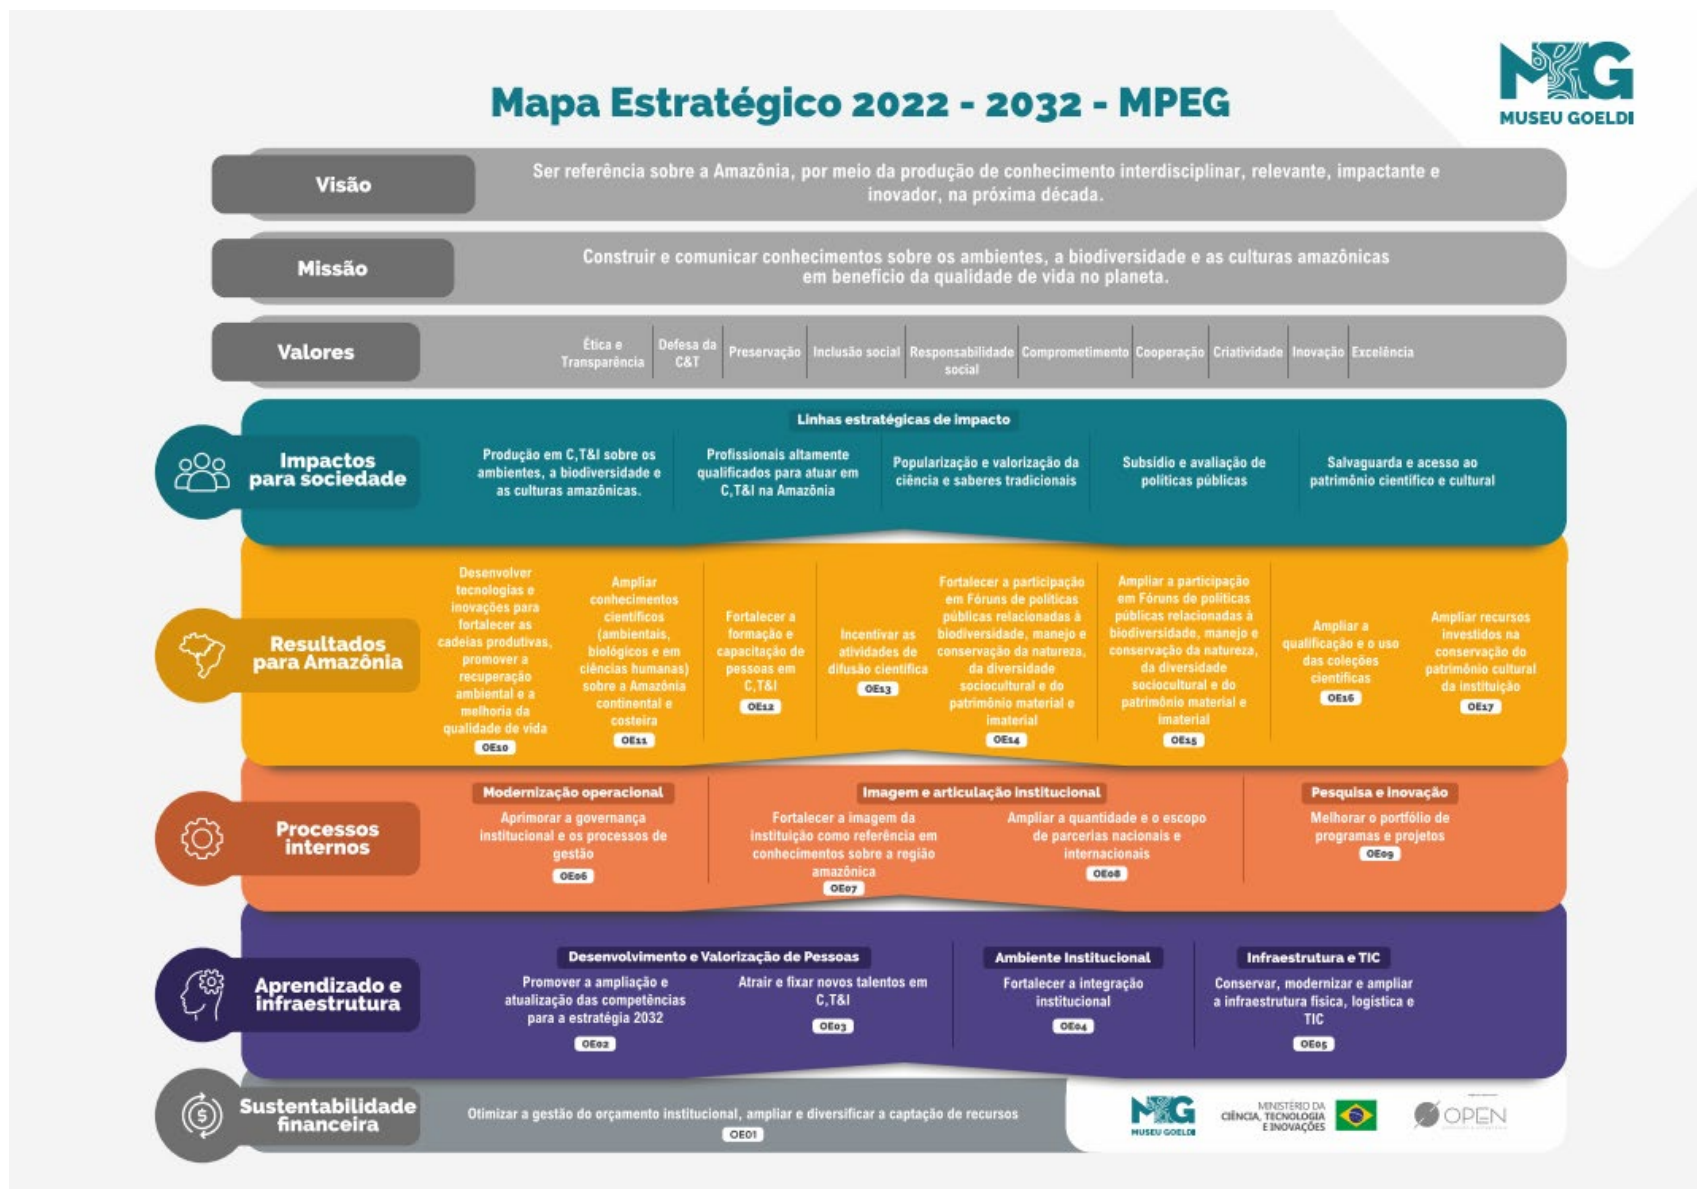 MUSEU GOELDI
Mapa Estratégico 2022 - 2032 - MPEG
Visão
Ser referência sobre a Amazônia, por meio da produção de conhecimento interdisciplinar, relevante, impactante e
inovador, na próxima década.
Missão
Construir e comunicar conhecimentos sobre os ambientes, a biodiversidade e as culturas amazônicas
em benefício da qualidade de vida no planeta.
Valores
Ética e
Transparência
Defesa da
C&T
Preservação
Inclusão social
Responsabilidade
social
Comprometimento
Cooperação
Criatividade
Inovação
Excelência
Impactos
para sociedade
Linhas estratégicas de impacto
Produção em C,T&I sobre os
ambientes, a biodiversidade e
as culturas amazônicas.
Profissionais altamente
qualificados para atuar em
C,T&I na Amazônia
Popularização e valorização da
ciência e saberes tradicionais
Subsídio e avaliação de
políticas públicas
Salvaguarda e acesso ao
patrimônio científico e cultural
Resultados
para Amazônia
Desenvolver
tecnologias e
inovações para
fortalecer as
cadeias produtivas,
promover a
recuperação
ambiental e a
melhoria da
qualidade de vida
OE10
Ampliar
conhecimentos
científicos
(ambientais,
biológicos e em
ciências humanas)
sobre a Amazônia
continental e
costeira
OE11
Fortalecer a
formação e
capacitação de
pessoas em
C,T&I
OE12
Incentivar as
atividades de
difusão científica
OE13
Fortalecer a participação
em Fóruns de políticas
públicas relacionadas à
biodiversidade, manejo e
conservação da natureza,
da diversidade
sociocultural e do
patrimônio material e
imaterial
OE14
Ampliar a participação
em Fóruns de políticas
públicas relacionadas à
biodiversidade, manejo e
conservação da natureza,
da diversidade
sociocultural e do
patrimônio material e
imaterial
OE15
Ampliar a
qualificação e o uso
das coleções
científicas
OE16
Ampliar recursos
investidos na
conservação do
patrimônio cultural
da instituição
OE17
Processos
internos
Modernização operacional
Aprimorar a governança
institucional e os processos de
gestão
OE06
Imagem e articulação institucional
Fortalecer a imagem da
instituição como referência em
conhecimentos sobre a região
amazônica
OE07
Ampliar a quantidade e o escopo
de parcerias nacionais e
internacionais
OE08
Pesquisa e Inovação
Melhorar o portfólio de
programas e projetos
OE09
Aprendizado e
infraestrutura
Desenvolvimento e Valorização de Pessoas
Promover a ampliação e
atualização das competências
para a estratégia 2032
OE02
Atrair e fixar novos talentos em
C,T&I
OE03
Ambiente Institucional
Fortalecer a integração
institucional
OE04
Infraestrutura e TIC
Conservar, modernizar e ampliar
a infraestrutura física, logística e
TIC
OE05
Sustentabilidade
financeira
Otimizar a gestão do orçamento institucional, ampliar e diversificar a captação de recursos
OE01
MUSEU GOELDI
MINISTÉRIO DA
CIÊNCIA, TECNOLOGIA
E INOVAÇÕES
OPEN